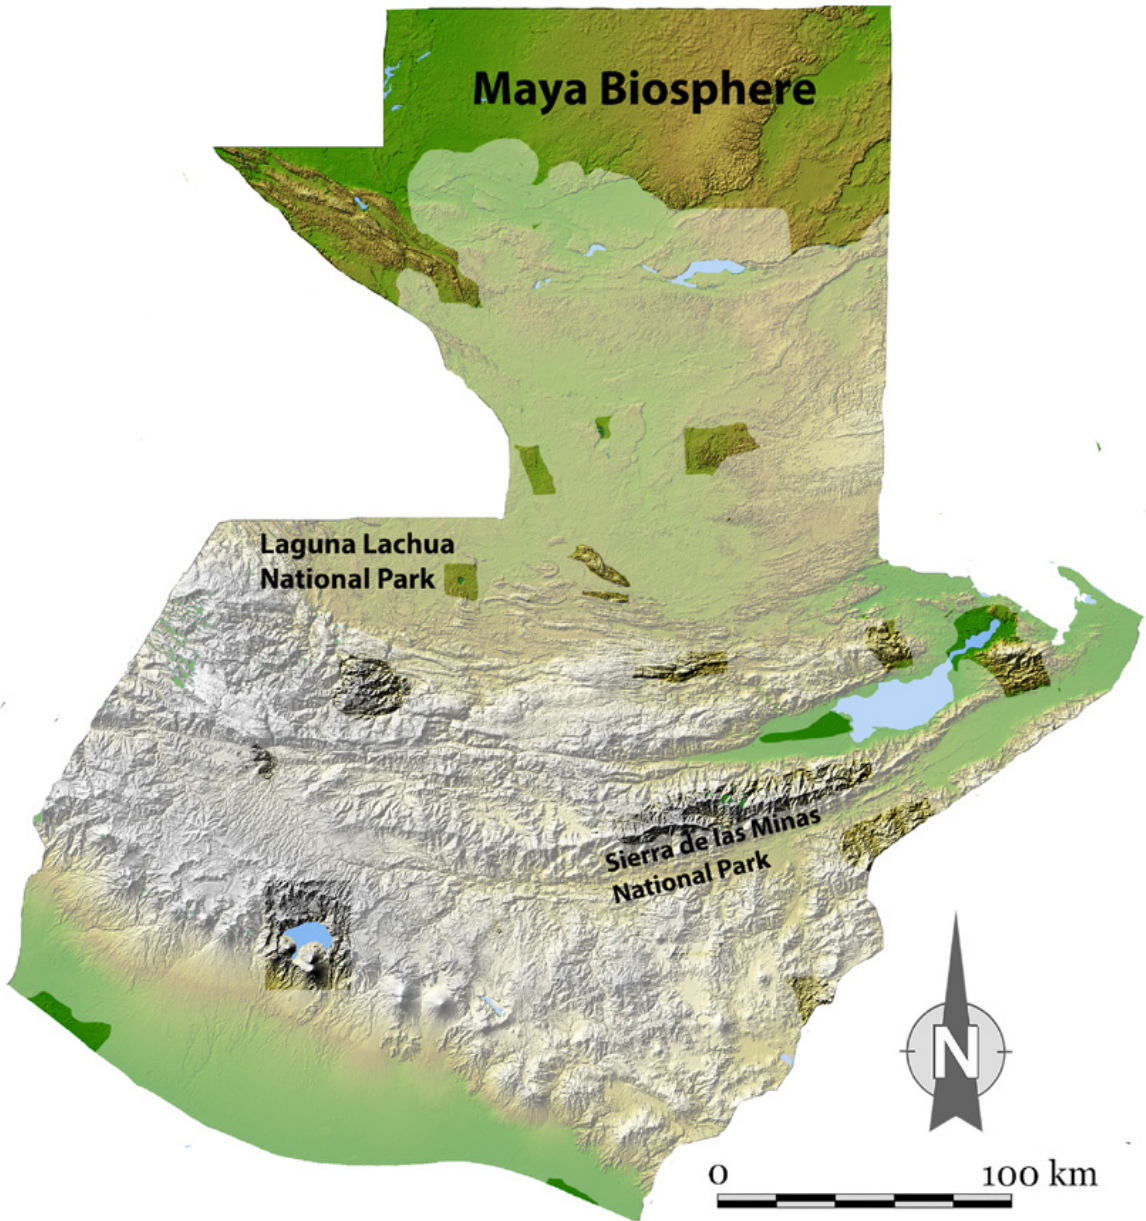 Maya Biosphere
Laguna Lachua
National Park
Sierra de las Minas
National Park
N
0 100 km